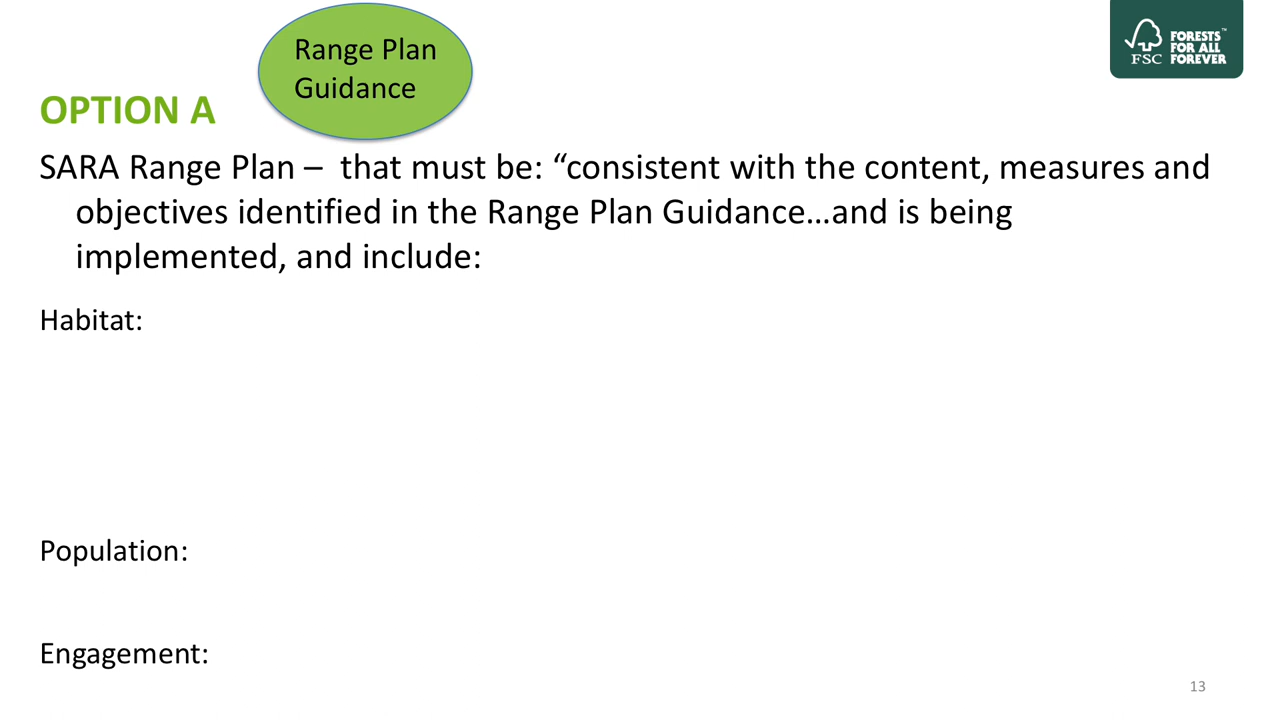 Range Plan
Guidance
FSC
FORESTS™
FOR ALL
FOREVER
OPTION A
SARA Range Plan –  that must be: “consistent with the content, measures and
objectives identified in the Range Plan Guidance…and is being
implemented, and include:
Habitat:
Population:
Engagement:
13